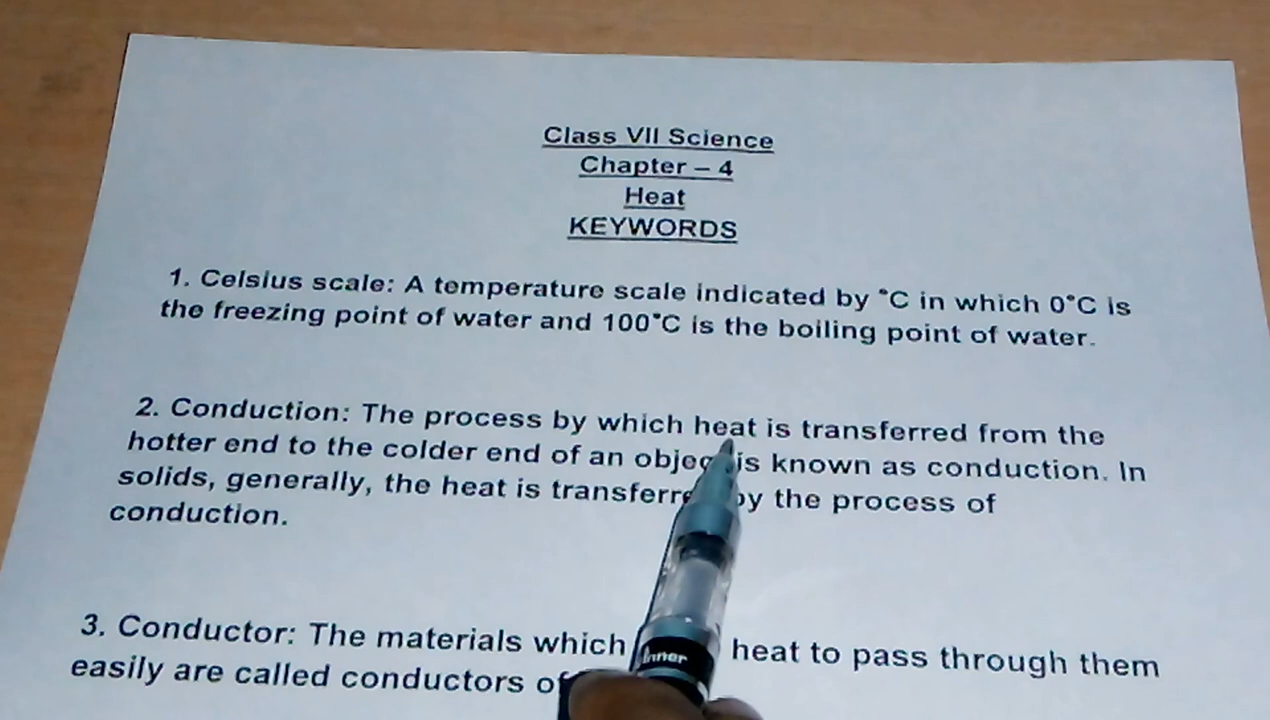 Class VII Science
Chapter – 4
Heat
KEYWORDS
1. Celsius scale: A temperature scale indicated by °C in which 0°C is
the freezing point of water and 100°C is the boiling point of water.
2. Conduction: The process by which heat is transferred from the
hotter end to the colder end of an object is known as conduction. In
solids, generally, the heat is transferred by the process of
conduction.
3. Conductor: The materials which heat to pass through them
easily are called conductors of